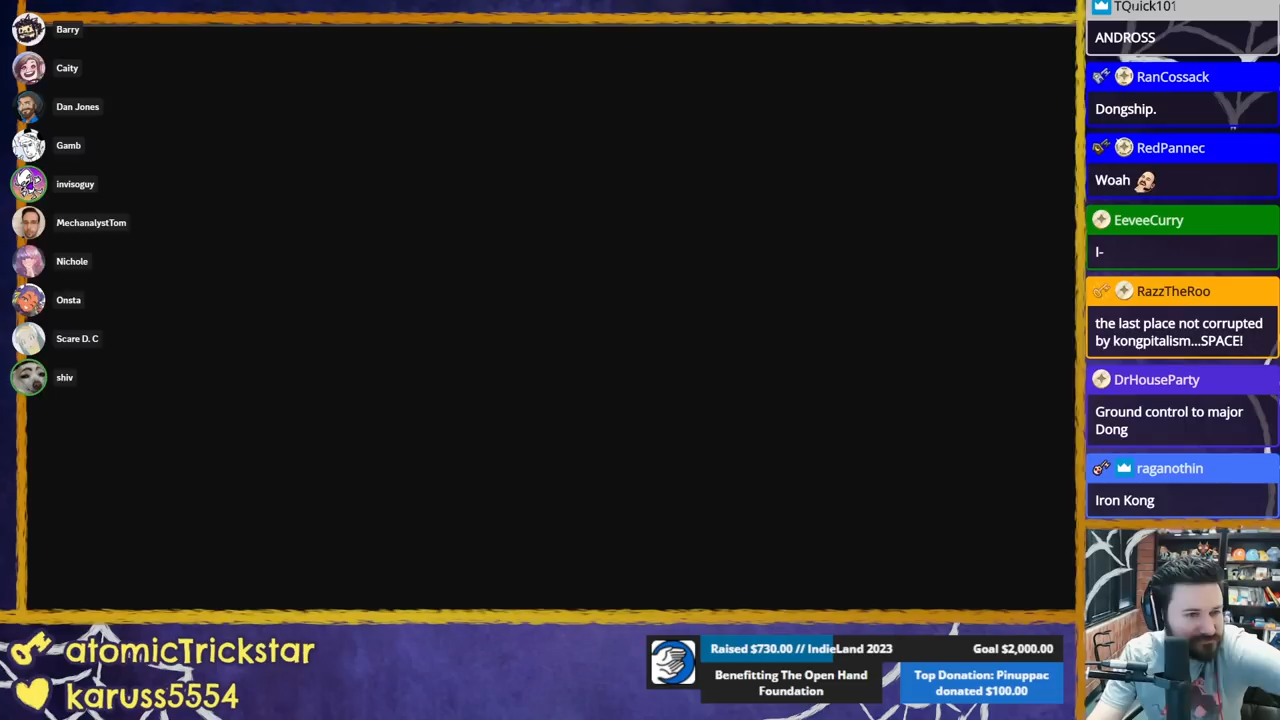 Barry
Caity
Dan Jones
Gamb
invisoguy
MechanalystTom
Nichole
Onsta
Scare D. C
shiv
TQuick101
ANDROSS
RanCossack
Dongship.
RedPannec
Woah
EeveeCurry
I-
RazzTheRoo
the last place not corrupted
by kongpitalism...SPACE!
DrHouseParty
Ground control to major
Dong
raganothin
Iron Kong
atomicTrickstar
karuss5554
Raised $730.00 // IndieLand 2023 Goal $2,000.00
Benefitting The Open Hand
Foundation
Top Donation: Pinuppac
donated $100.00